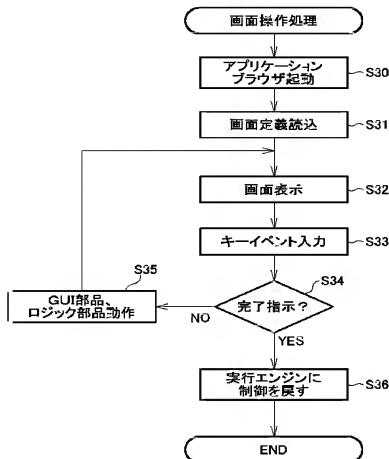 画面操作処理
アプリケーション
ブラウザ起動
S30
画面定義読込
S31
画面表示
S32
キーイベント入力
S33
S34
完了指示？
S35
GUI部品、
ロジック部品動作
NO
YES
実行エンジンに
制御を戻す
S36
END